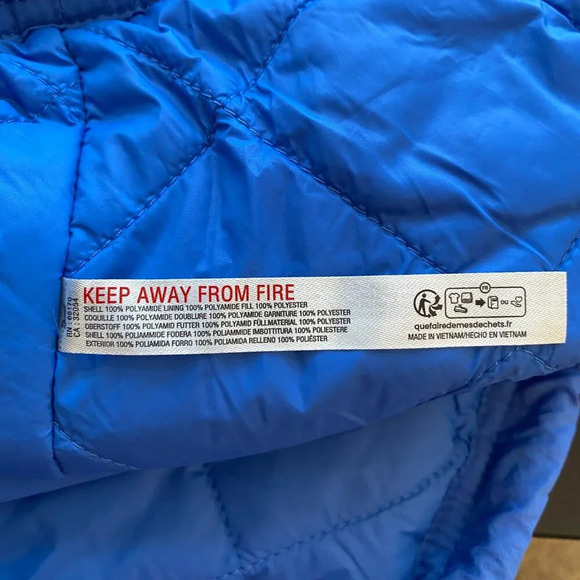 KEEP AWAY FROM FIRE
SHELL 100% POLYAMIDE LINING 100% POLYAMIDE FILL 100% POLYESTER
COQUILLE 100% POLYAMIDE DOUBLURE 100% POLYAMIDE GARNITURE 100% POLYESTER
OBERSTOFF 100% POLYAMID FUTTER 100% POLYAMID FÜLLMATERIAL 100% POLYESTER
SHELL 100% POLIAMMIDE FODERA 100% POLIAMMIDE IMBOTTITURA 100% POLIESTERE
EXTERIOR 100% POLIAMIDA FORRO 100% POLIAMIDA RELLENO 100% POLIÉSTER
CA : 32054
FR
OU
quefairedemesdechets.fr
MADE IN VIETNAM/HECHO EN VIETNAM